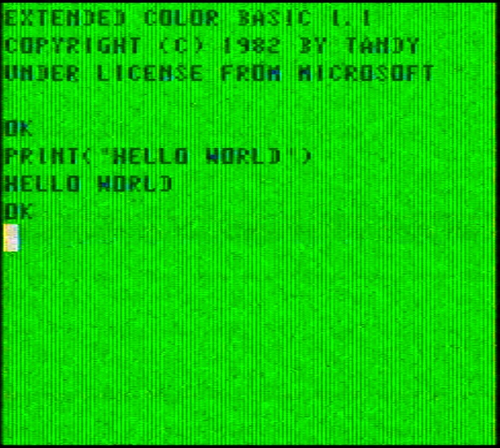 EXTENDED COLOR BASIC 1.1
COPYRIGHT (C) 1982 BY TANDY
UNDER LICENSE FROM MICROSOFT
OK
PRINT("HELLO WORLD")
HELLO WORLD
OK